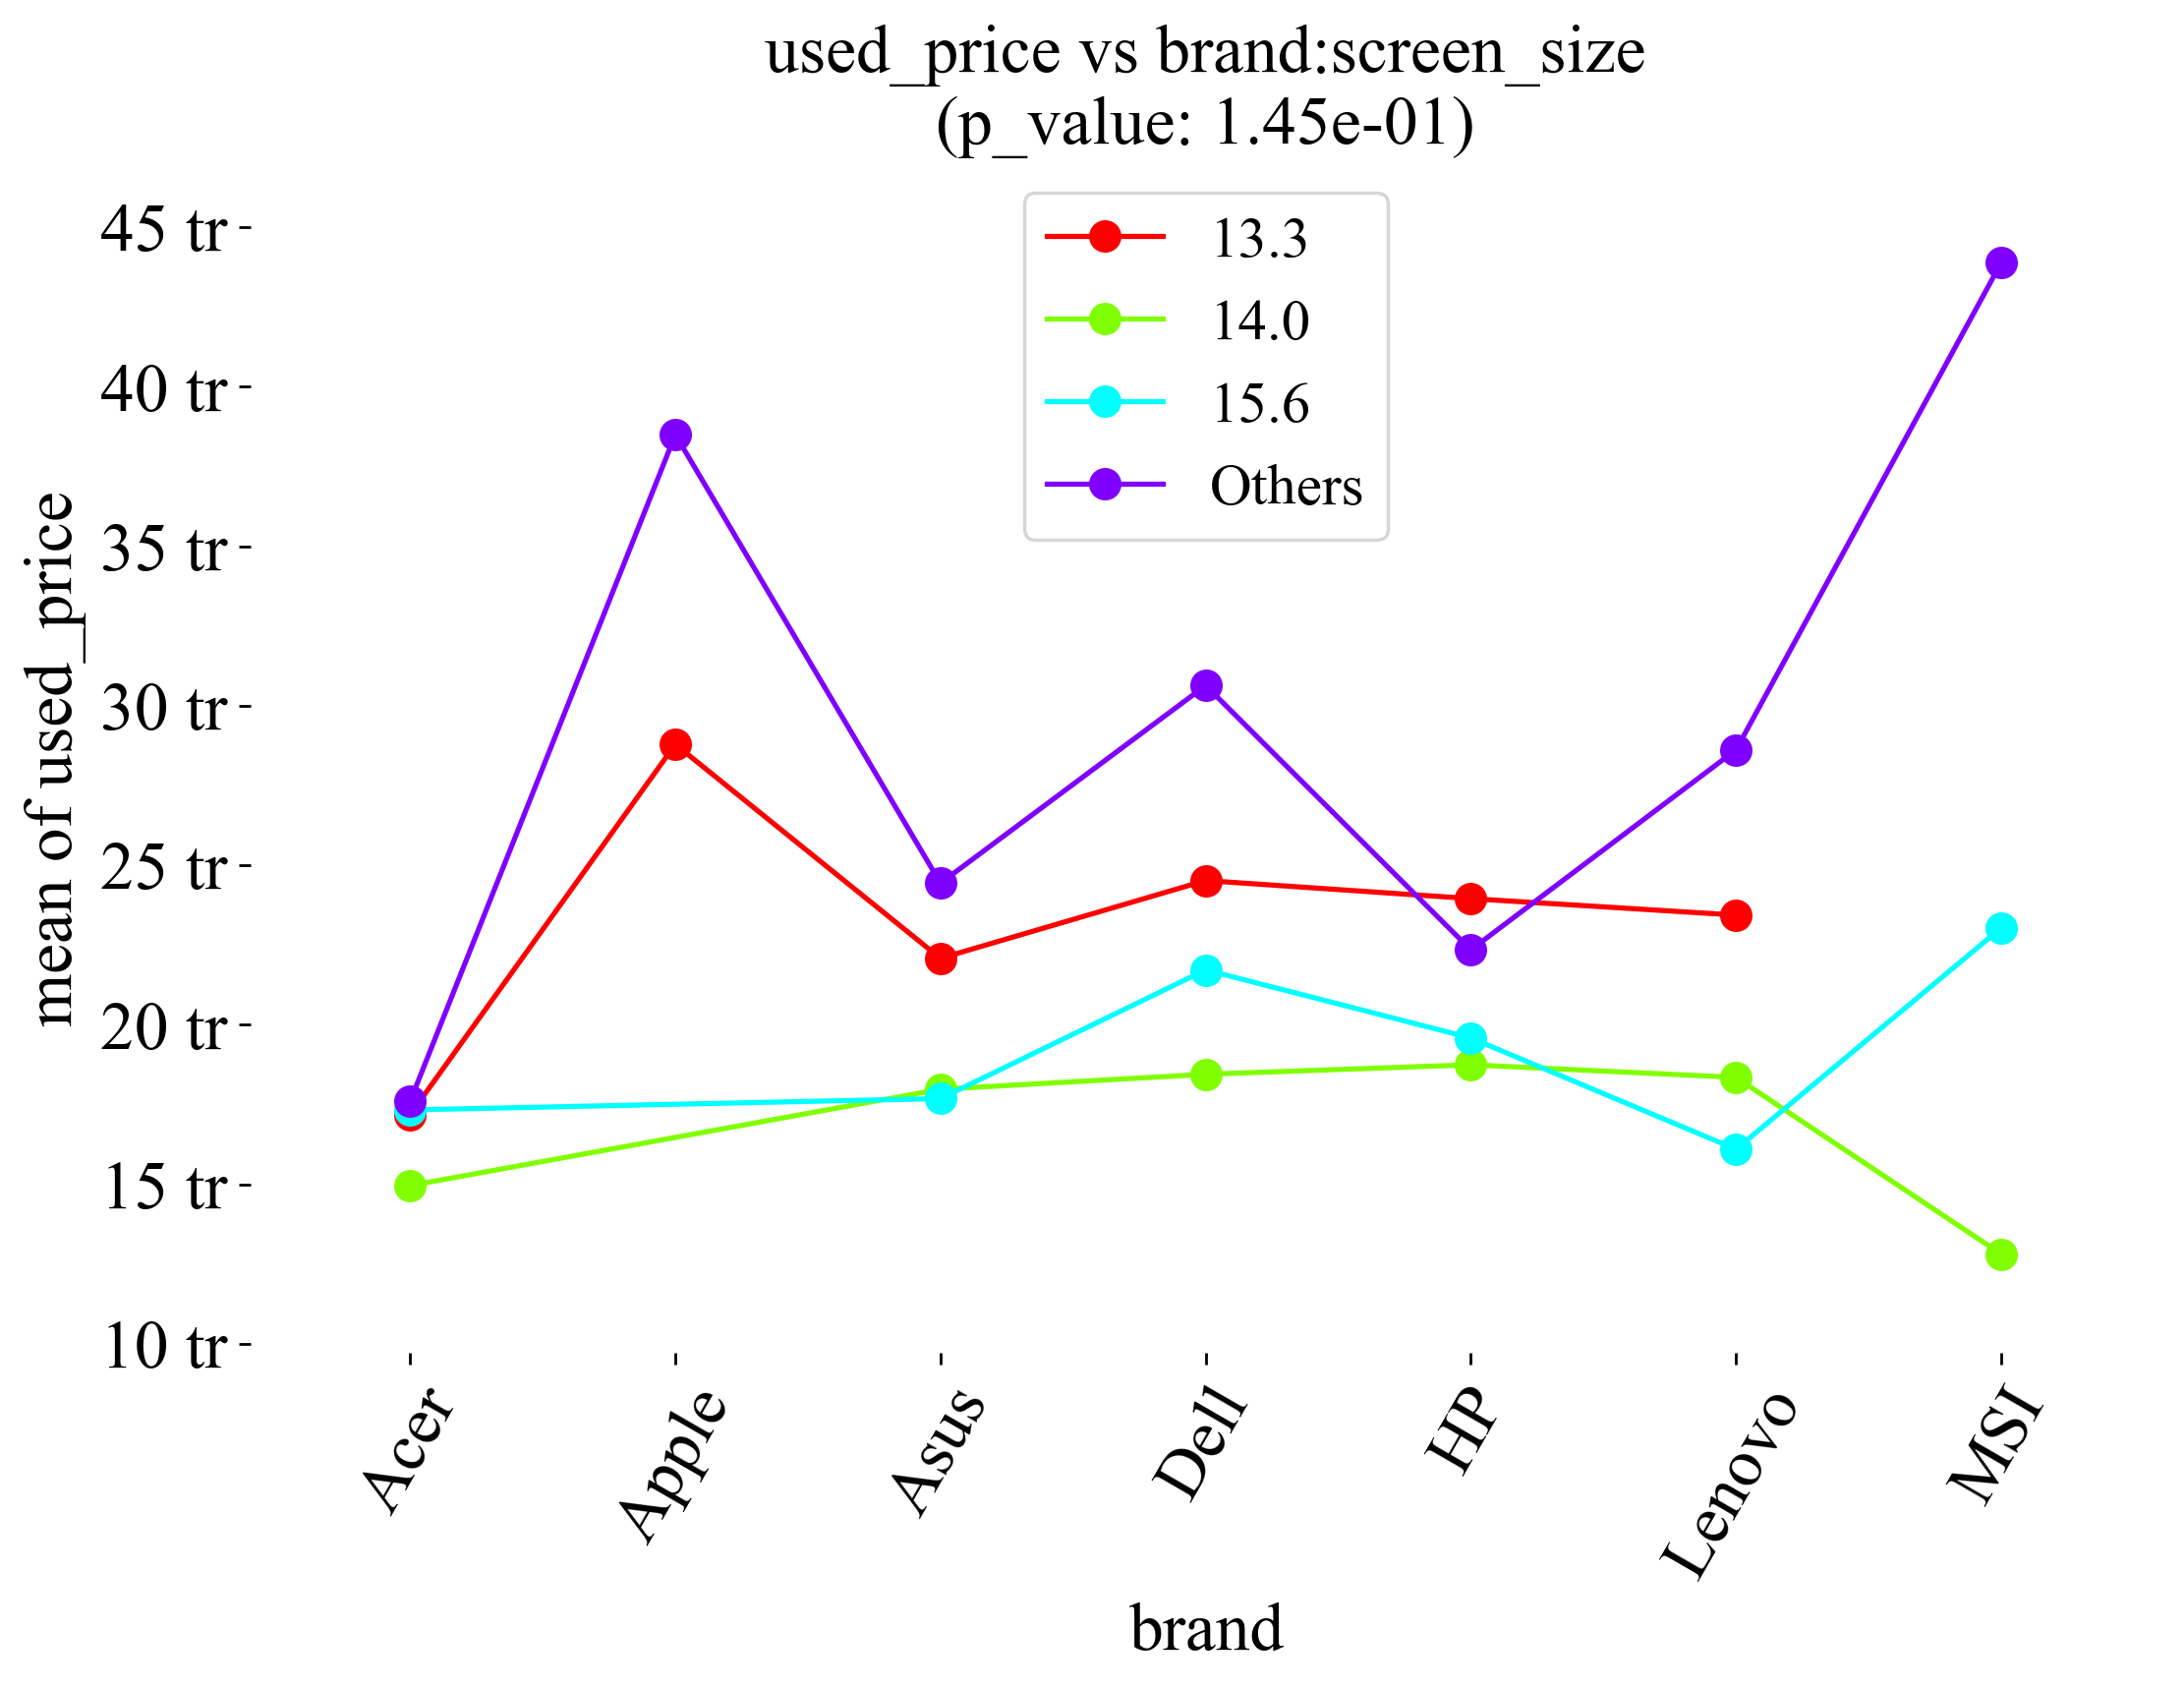 used_price vs brand:screen_size
(p_value: 1.45e-01)
13.3
14.0
15.6
Others
mean of used_price
45 tr
40 tr
35 tr
30 tr
25 tr
20 tr
15 tr
10 tr
Acer
Apple
Asus
Dell
HP
Lenovo
MSI
brand